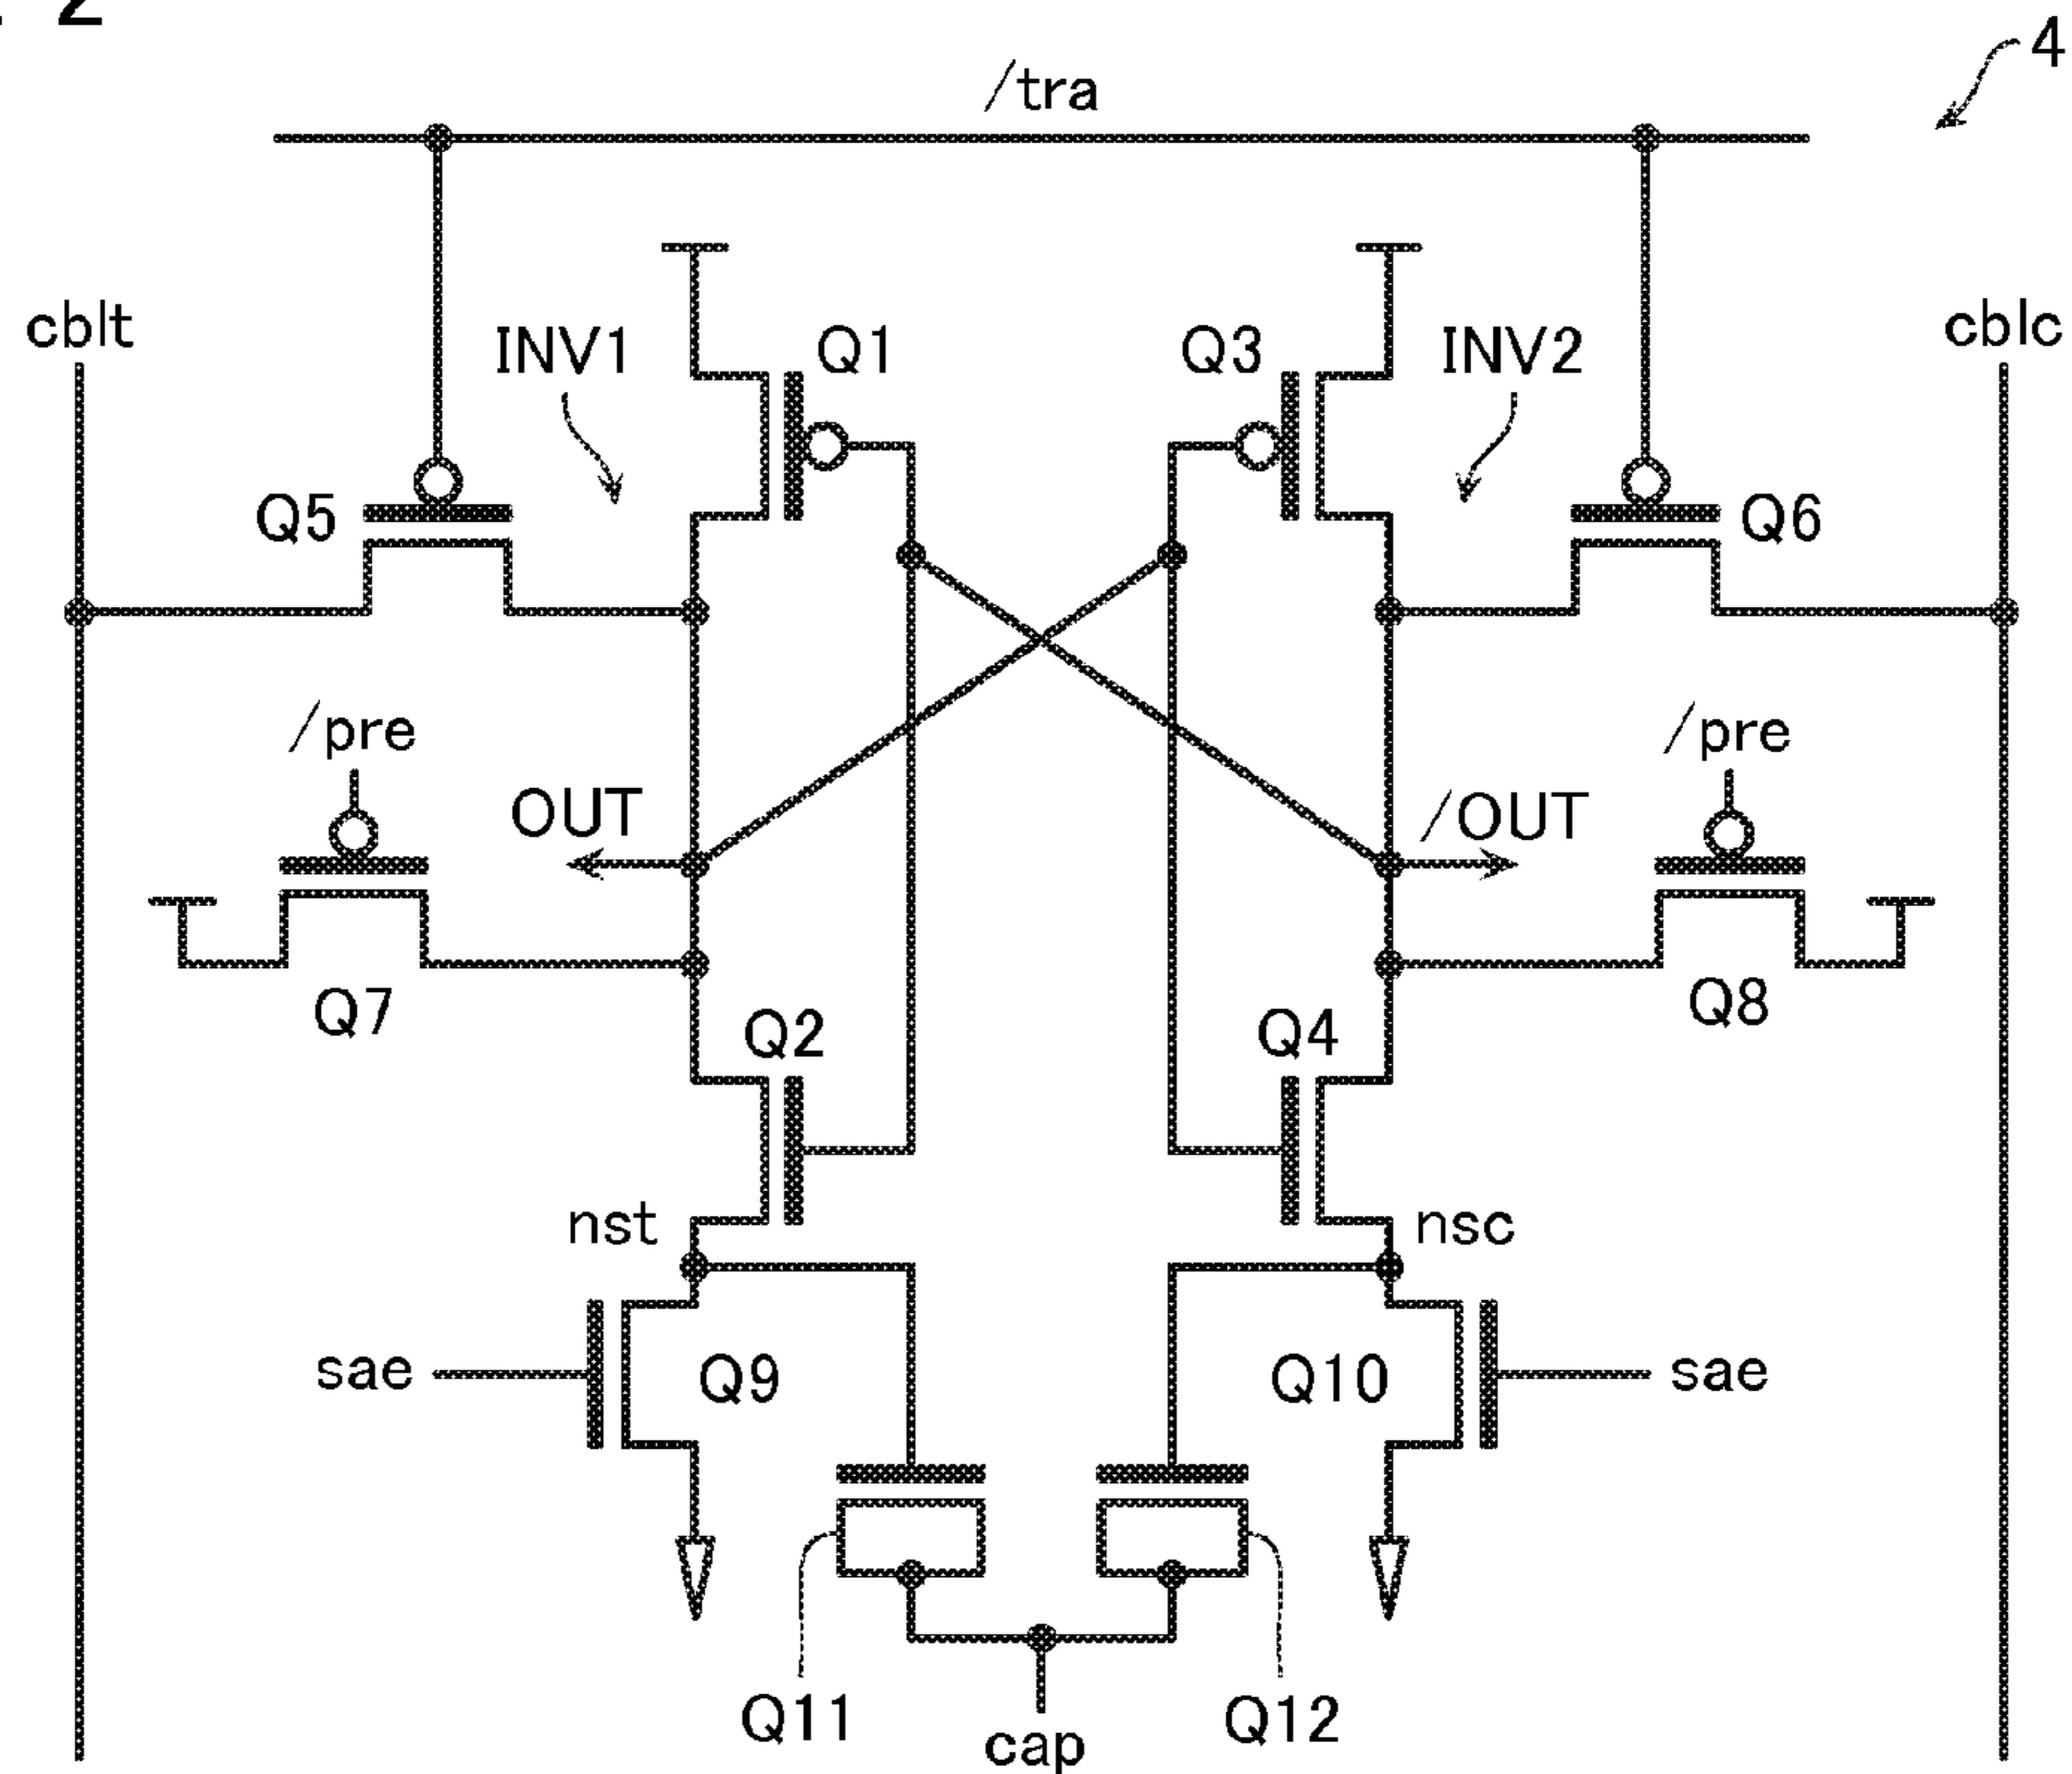 2
4
/tra
cblt
INV1
Q1
Q3
INV2
cblc
Q5
Q6
/pre
/pre
OUT
/OUT
Q7
Q8
Q2
Q4
nst
nsc
sae
Q9
Q10
sae
Q11
Q12
cap